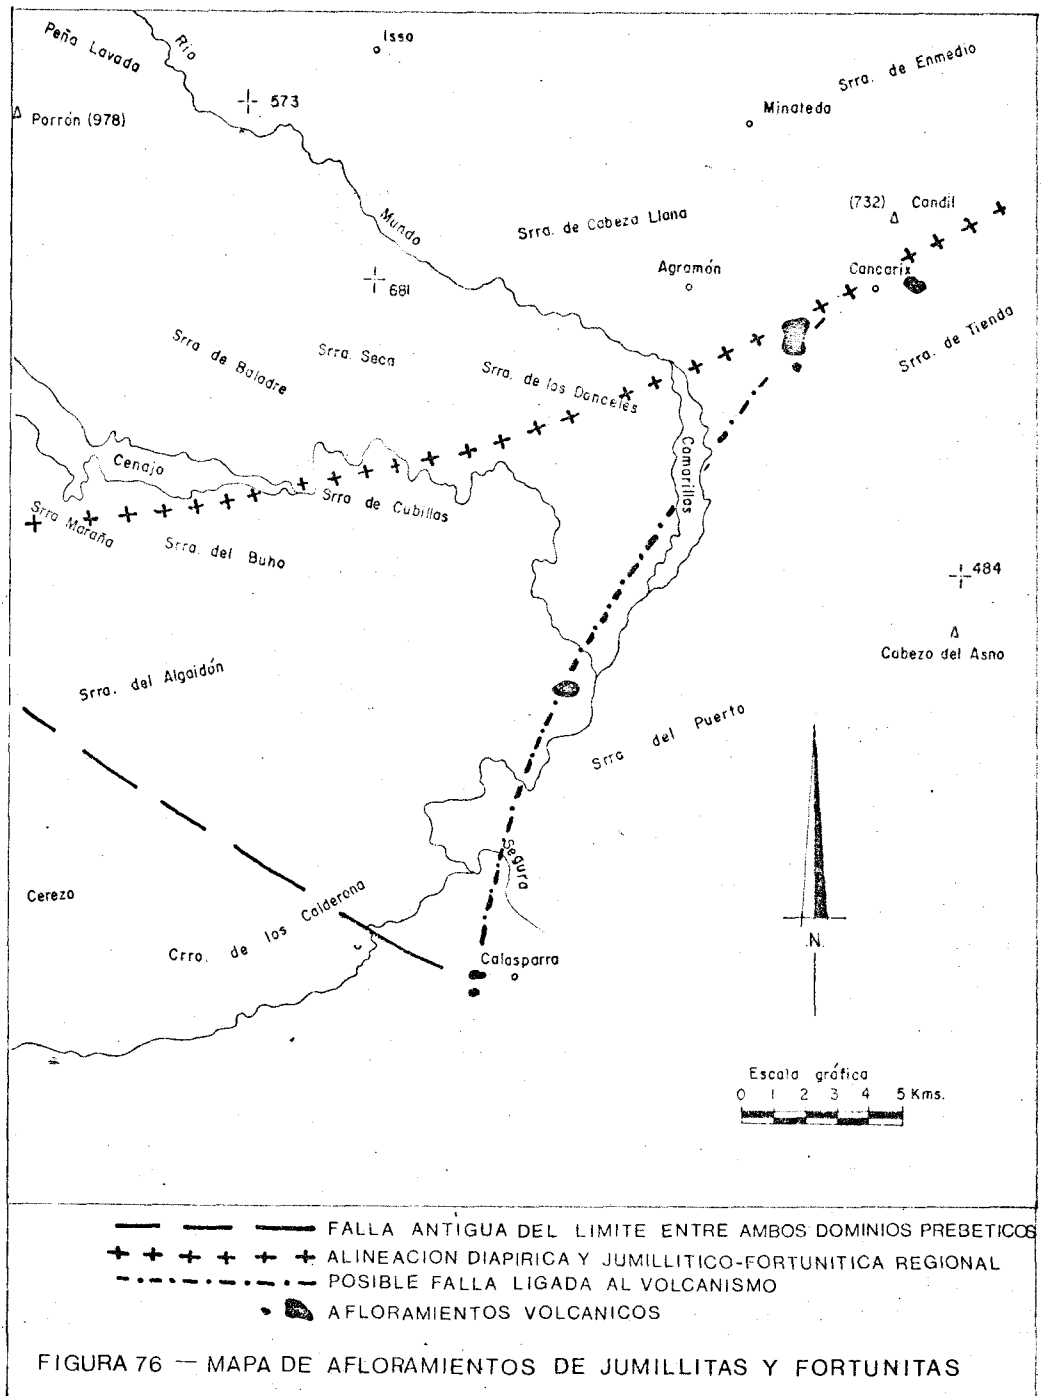 Peña Lavada
Rio
Isso
Srra. de Enmedio
573
Minateda
Porrón (978)
(732) Candil
Mundo
Srra. de Cabeza Llana
Agramón
Cancarix
681
Srra. de Tienda
Srra. de Baladre
Srra. Seca
Srra. de los Donceles
Camarillas
Cenajo
Srra de Cubillas
Srra Maraña
Srra. del Buho
484
Cabezo del Asno
Srra. del Algaidón
Srra del Puerto
Segura
Cerezo
Crro. de los Calderona
Calasparra
N.
Escala gráfica
0 1 2 3 4 5 Kms.
FALLA ANTIGUA DEL LIMITE ENTRE AMBOS DOMINIOS PREBETICOS
ALINEACION DIAPIRICA Y JUMILLITICO-FORTUNITICA REGIONAL
POSIBLE FALLA LIGADA AL VOLCANISMO
AFLORAMIENTOS VOLCANICOS
FIGURA 76 — MAPA DE AFLORAMIENTOS DE JUMILLITAS Y FORTUNITAS